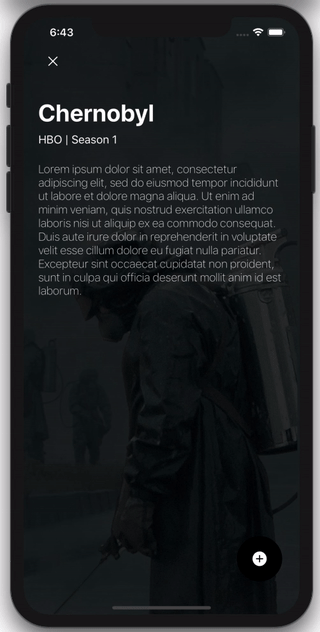 6:43
Chernobyl
HBO | Season 1
Lorem ipsum dolor sit amet, consectetur
adipiscing elit, sed do eiusmod tempor incididunt
ut labore et dolore magna aliqua. Ut enim ad
minim veniam, quis nostrud exercitation ullamco
laboris nisi ut aliquip ex ea commodo consequat.
Duis aute irure dolor in reprehenderit in voluptate
velit esse cillum dolore eu fugiat nulla pariatur.
Excepteur sint occaecat cupidatat non proident,
sunt in culpa qui officia deserunt mollit anim id est
laborum.